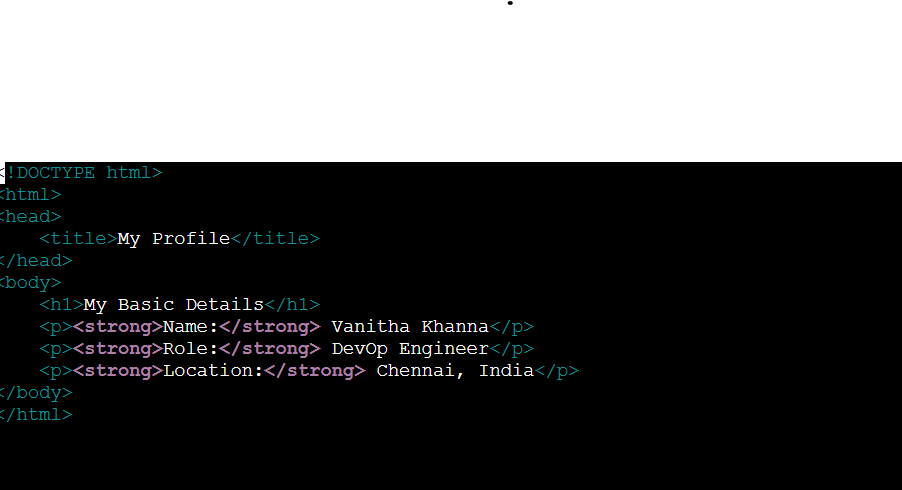 <!DOCTYPE html>
<html>
<head>
    <title>My Profile</title>
</head>
<body>
    <h1>My Basic Details</h1>
    <p><strong>Name:</strong> Vanitha Khanna</p>
    <p><strong>Role:</strong> DevOp Engineer</p>
    <p><strong>Location:</strong> Chennai, India</p>
</body>
</html>